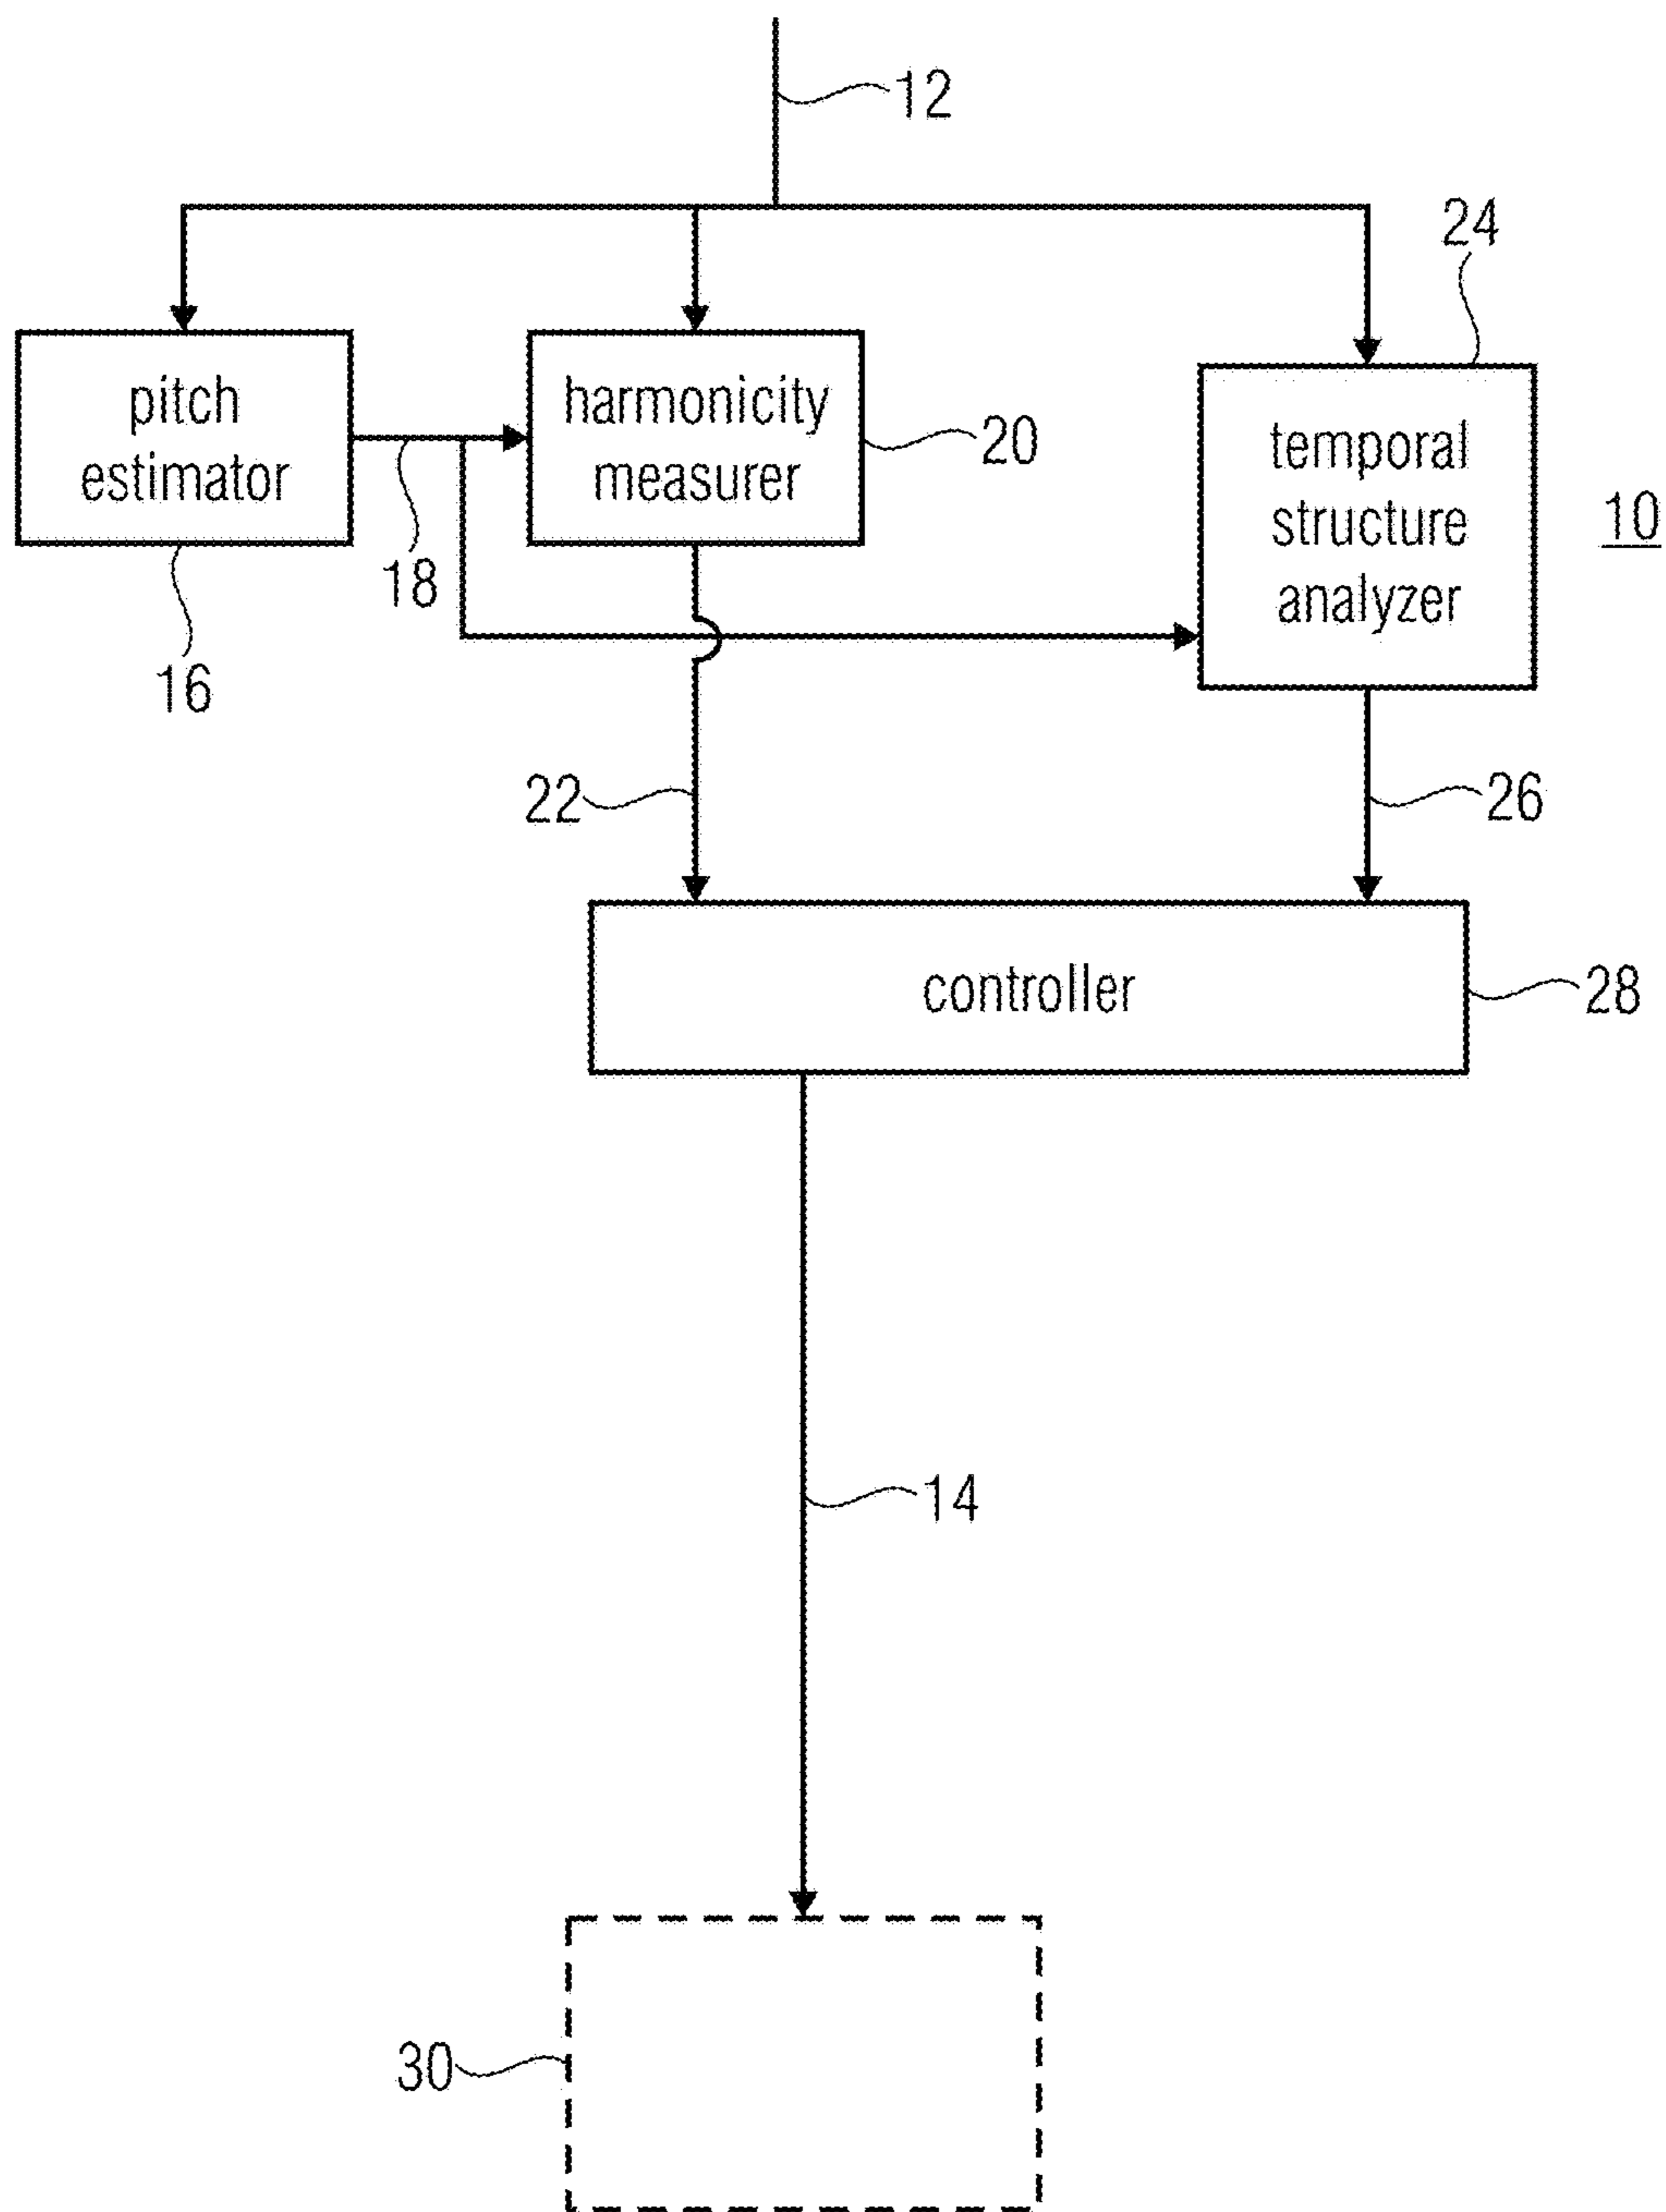 12
24
pitch
estimator
harmonicity
measurer
20
temporal
structure
analyzer
10
18
16
22
26
controller
28
14
30